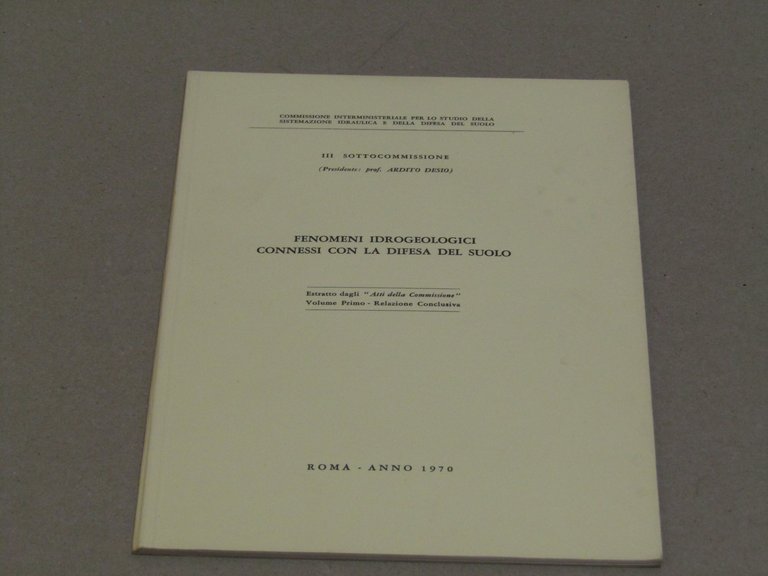 COMMISSIONE INTERMINISTERIALE PER LO STUDIO DELLA
SISTEMAZIONE IDRAULICA E DELLA DIFESA DEL SUOLO
III SOTTOCOMMISSIONE
(Presidente: prof. ARDITO DESIO)
FENOMENI IDROGEOLOGICI
CONNESSI CON LA DIFESA DEL SUOLO
Estratto dagli "Atti della Commissione"
Volume Primo - Relazione Conclusiva
ROMA - ANNO 1970